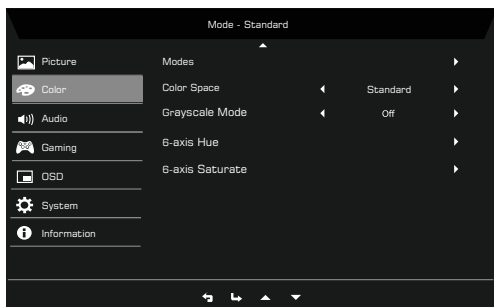 Mode - Standard
Picture
Modes
Color
Color Space
Standard
Audio
Grayscale Mode
Off
Gaming
6-axis Hue
OSD
6-axis Saturate
System
Information